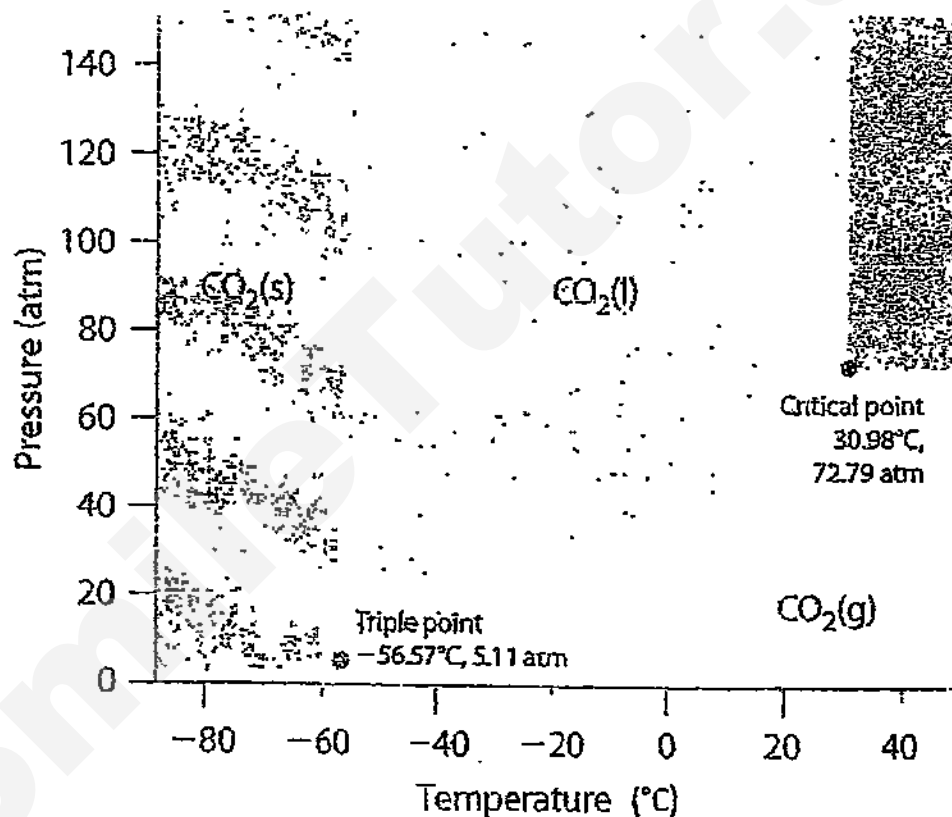 140
120
100
80
60
40
20
0
Pressure (atm)
CO₂(s)
CO₂(l)
Critical point
30.98°C,
72.79 atm
CO₂(g)
Triple point
−56.57°C, 5.11 atm
−80 −60 −40 −20 0 20 40
Temperature (°C)
omileTutor.